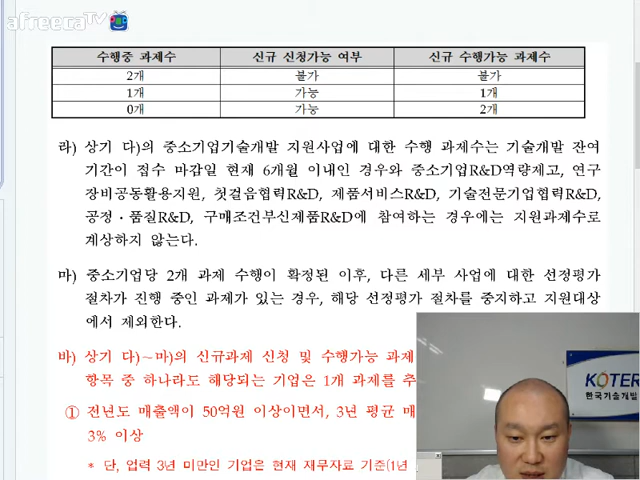 afreecaTV
수행중 과제수 신규 신청가능 여부 신규 수행가능 과제수
2개 불가 불가
1개 가능 1개
0개 가능 2개
라) 상기 다)의 중소기업기술개발 지원사업에 대한 수행 과제수는 기술개발 잔여
기간이 접수 마감일 현재 6개월 이내인 경우와 중소기업R&D역량제고, 연구
장비공동활용지원, 첫걸음협력R&D, 제품서비스R&D, 기술전문기업협력R&D,
공정·품질R&D, 구매조건부신제품R&D에 참여하는 경우에는 지원과제수로
계상하지 않는다.
마) 중소기업당 2개 과제 수행이 확정된 이후, 다른 세부 사업에 대한 선정평가
절차가 진행 중인 과제가 있는 경우, 해당 선정평가 절차를 중지하고 지원대상
에서 제외한다.
바) 상기 다)~마)의 신규과제 신청 및 수행가능 과제
항목 중 하나라도 해당되는 기업은 1개 과제를 추
① 전년도 매출액이 50억원 이상이면서, 3년 평균 매
3% 이상
* 단, 업력 3년 미만인 기업은 현재 재무자료 기준(1년
KOTER
한국기술개발